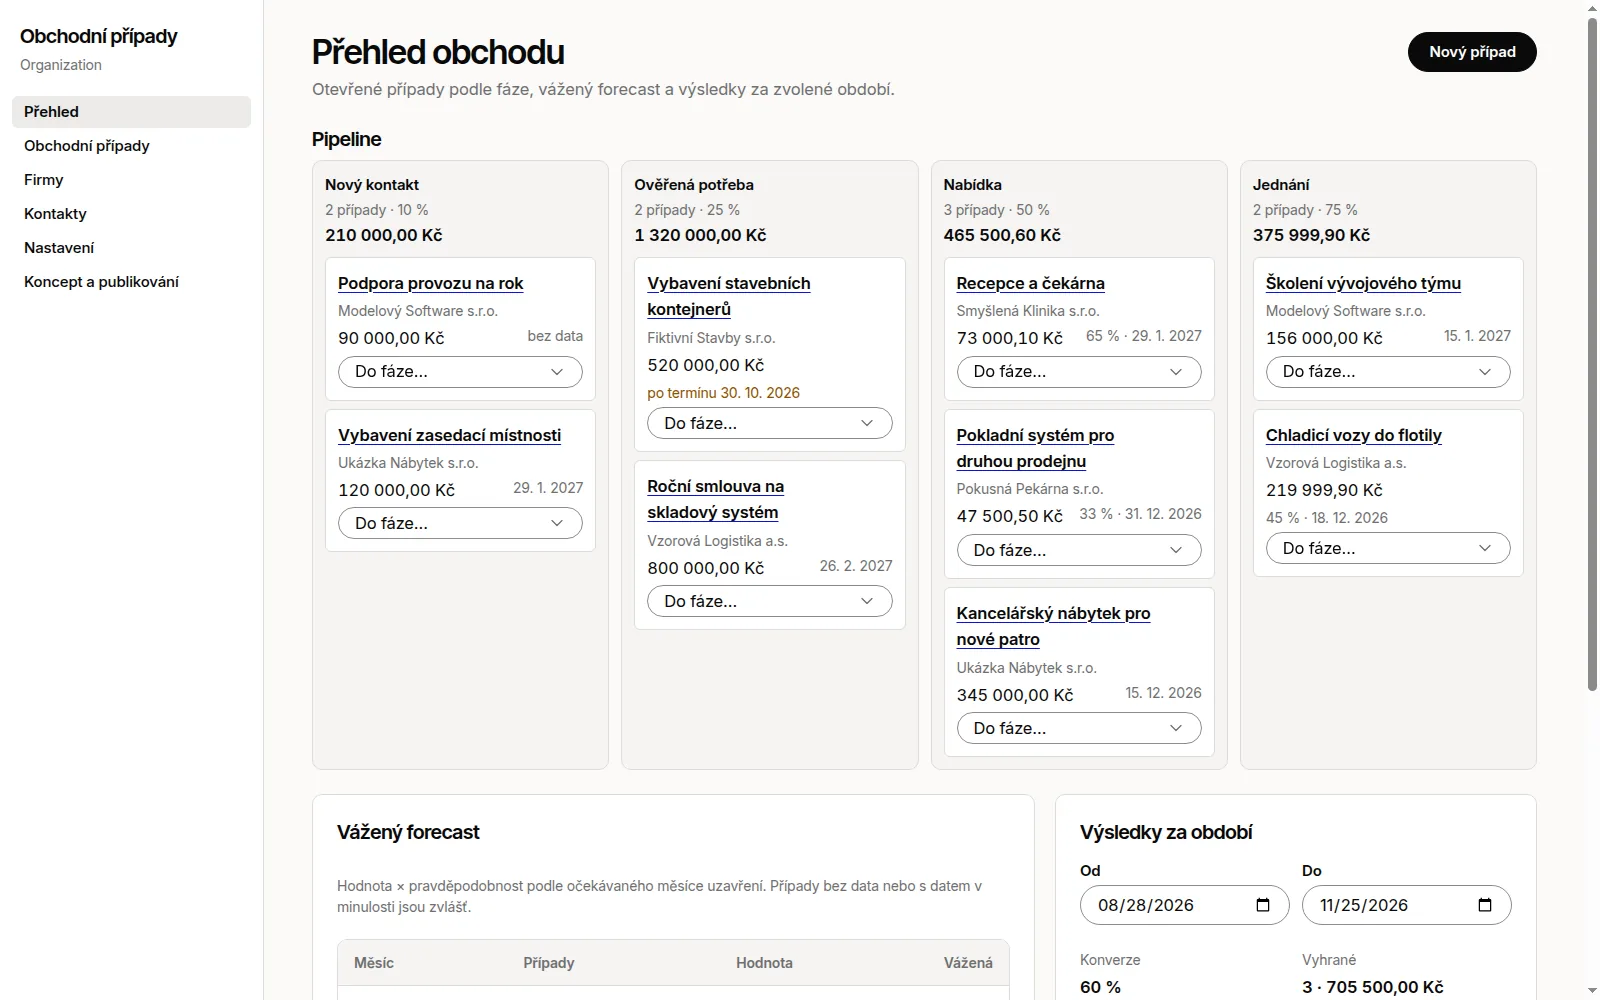 Obchodní případy
Organization
Přehled
Obchodní případy
Firmy
Kontakty
Nastavení
Koncept a publikování
Přehled obchodu
Nový případ
Otevřené případy podle fáze, vážený forecast a výsledky za zvolené období.
Pipeline
Nový kontakt
2 případy · 10 %
210 000,00 Kč
Podpora provozu na rok
Modelový Software s.r.o.
90 000,00 Kč bez data
Do fáze...
Vybavení zasedací místnosti
Ukázka Nábytek s.r.o.
120 000,00 Kč 29. 1. 2027
Do fáze...
Ověřená potřeba
2 případy · 25 %
1 320 000,00 Kč
Vybavení stavebních
kontejnerů
Fiktivní Stavby s.r.o.
520 000,00 Kč
po termínu 30. 10. 2026
Do fáze...
Roční smlouva na
skladový systém
Vzorová Logistika a.s.
800 000,00 Kč 26. 2. 2027
Do fáze...
Nabídka
3 případy · 50 %
465 500,60 Kč
Recepce a čekárna
Smyšlená Klinika s.r.o.
73 000,10 Kč 65 % · 29. 1. 2027
Do fáze...
Pokladní systém pro
druhou prodejnu
Pokusná Pekárna s.r.o.
47 500,50 Kč 33 % · 31. 12. 2026
Do fáze...
Kancelářský nábytek pro
nové patro
Ukázka Nábytek s.r.o.
345 000,00 Kč 15. 12. 2026
Do fáze...
Jednání
2 případy · 75 %
375 999,90 Kč
Školení vývojového týmu
Modelový Software s.r.o.
156 000,00 Kč 15. 1. 2027
Do fáze...
Chladicí vozy do flotily
Vzorová Logistika a.s.
219 999,90 Kč
45 % · 18. 12. 2026
Do fáze...
Vážený forecast
Hodnota × pravděpodobnost podle očekávaného měsíce uzavření. Případy bez data nebo s datem v
minulosti jsou zvlášť.
Měsíc Případy Hodnota Vážená
Výsledky za období
Od Do
08/28/2026 11/25/2026
Konverze Vyhrané
60 % 3 · 705 500,00 Kč